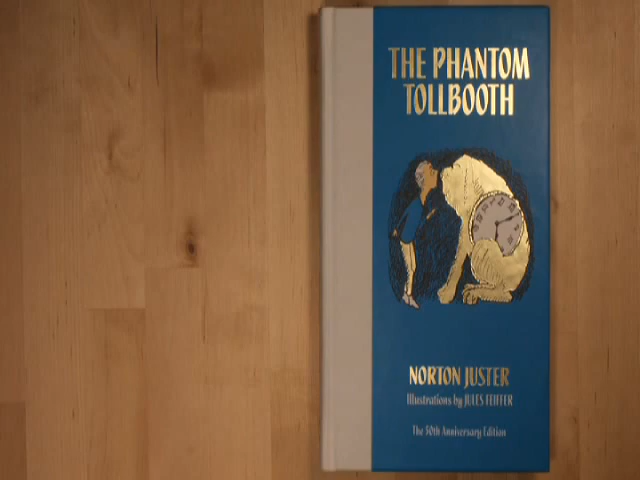 THE PHANTOM
TOLLBOOTH
NORTON JUSTER
Illustrations by JULES FEIFFER
The 50th Anniversary Edition